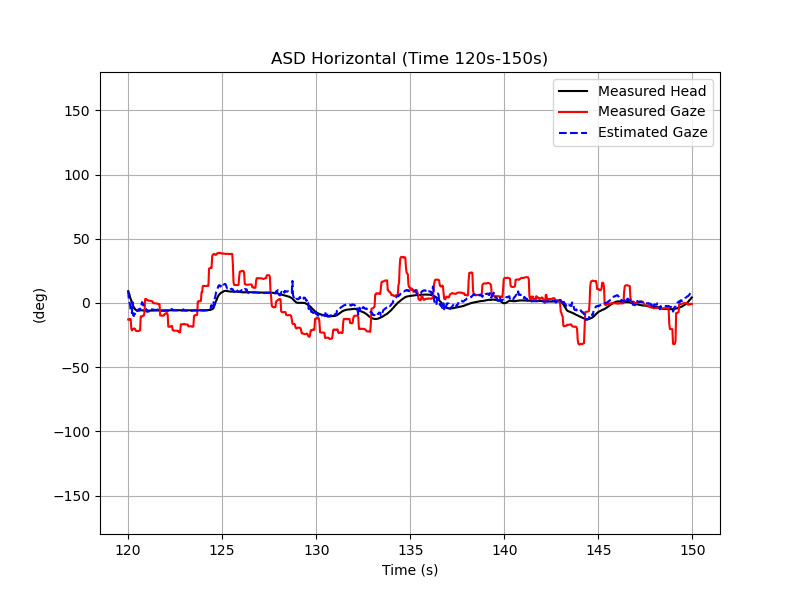 ASD Horizontal (Time 120s-150s)
Measured Head
Measured Gaze
Estimated Gaze
150
100
50
0
−50
−100
−150
(deg)
120
125
130
135
140
145
150
Time (s)